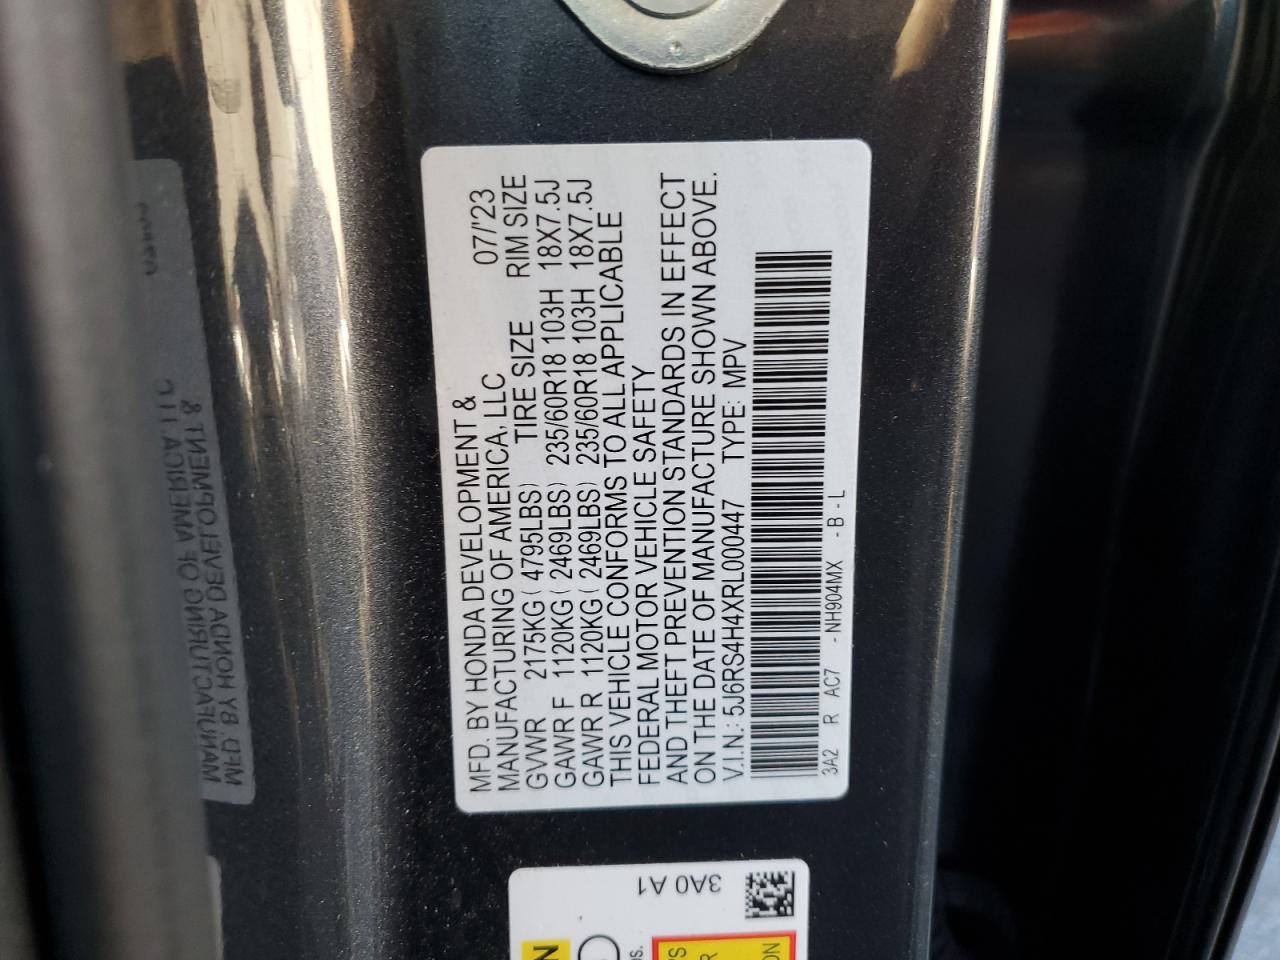 MFD. BY HONDA DEVELOPMENT & 07/'23
MANUFACTURING OF AMERICA, LLC
TIRE SIZE RIM SIZE
GVWR 2175KG ( 4795LBS)
GAWR F 1120KG ( 2469LBS) 235/60R18 103H 18X7.5J
GAWR R 1120KG ( 2469LBS) 235/60R18 103H 18X7.5J
THIS VEHICLE CONFORMS TO ALL APPLICABLE
FEDERAL MOTOR VEHICLE SAFETY
AND THEFT PREVENTION STANDARDS IN EFFECT
ON THE DATE OF MANUFACTURE SHOWN ABOVE.
V.I.N.: 5J6RS4H4XRL000447 TYPE: MPV
3A2 R AC7 - NH904MX - B - L
3A0 A1